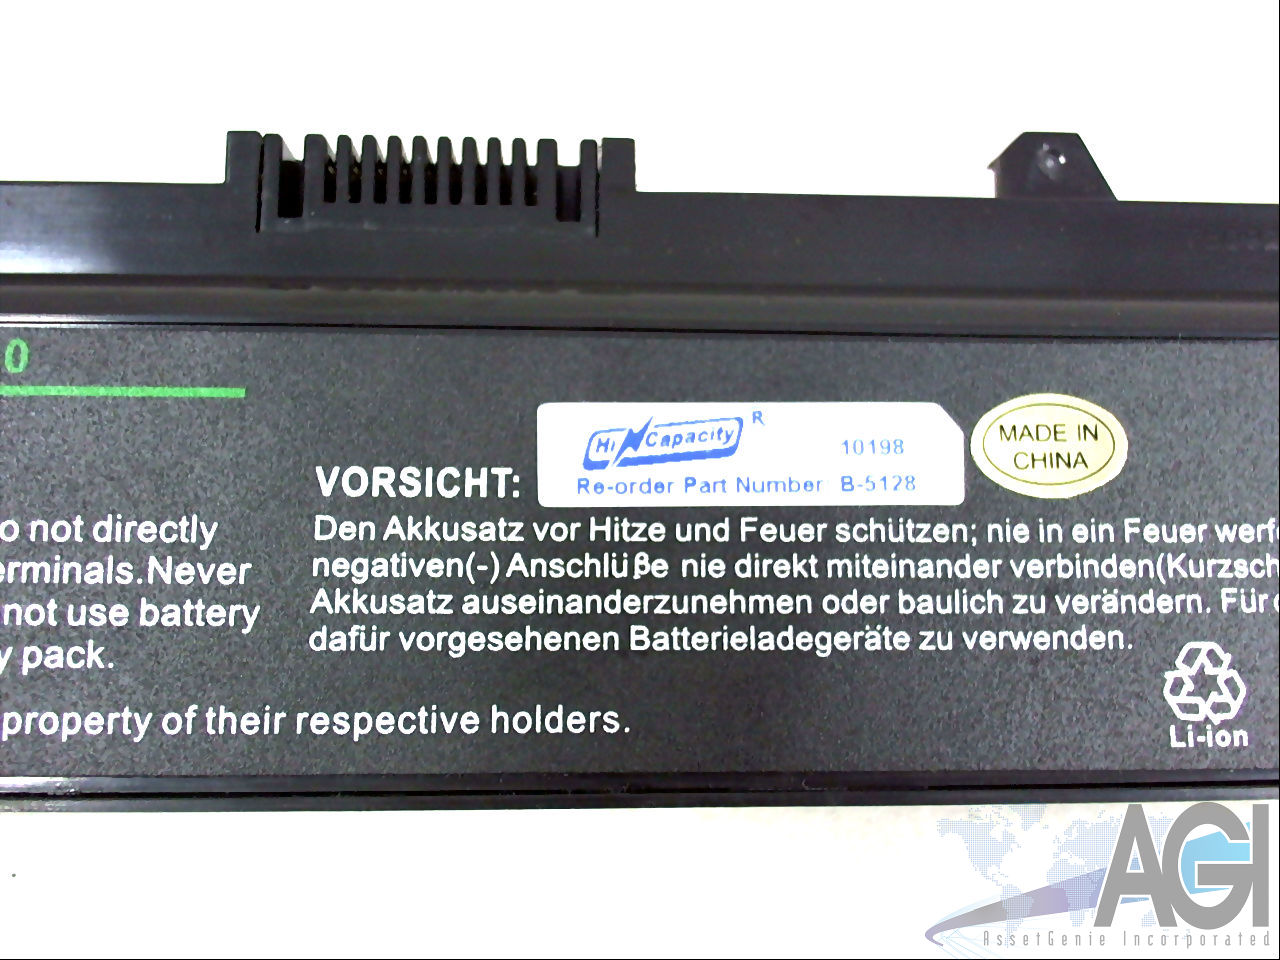 0
Hi Capacity R
10198
Re-order Part Number B-5128
MADE IN
CHINA
VORSICHT:
o not directly
erminals.Never
not use battery
y pack.
property of their respective holders.
Den Akkusatz vor Hitze und Feuer schützen; nie in ein Feuer werf
negativen(-) Anschlüße nie direkt miteinander verbinden(Kurzsch
Akkusatz auseinanderzunehmen oder baulich zu verändern. Für
dafür vorgesehenen Batterieladegeräte zu verwenden.
Li-ion
AGI
AssetGenie Incorporated